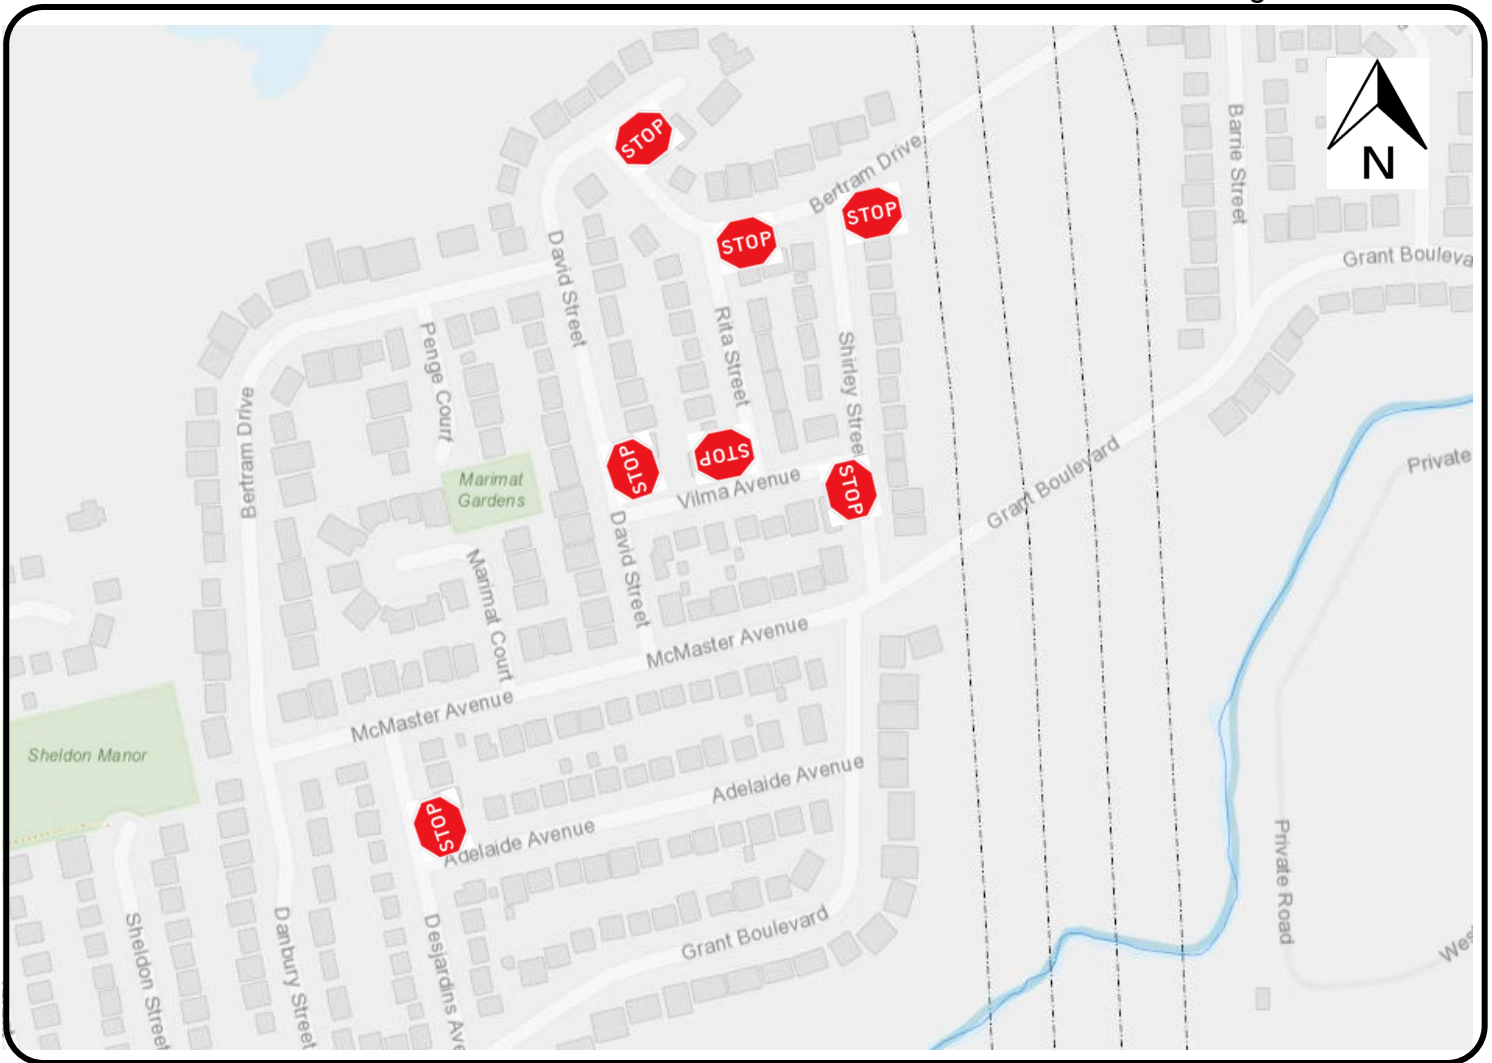 N
STOP
Bertram Drive
STOP
STOP
Barrie Street
Grant Bouleva
David Street
Penge Court
Rita Street
Shirley Stree
Bertram Drive
STOP
STOP
STOP
Marimat
Gardens
Vilma Avenue
Grant Boulevard
Private
David Street
Marimat Court
McMaster Avenue
McMaster Avenue
Sheldon Manor
Adelaide Avenue
STOP
Adelaide Avenue
Private Road
Sheldon Street
Danbury Street
Desjardins Ave
Grant Boulevard
Wes